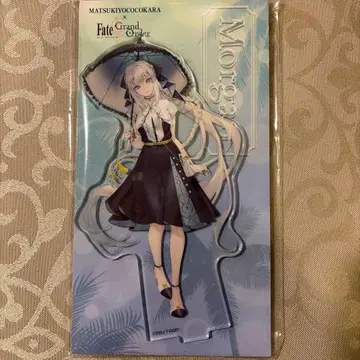 MATSUKIYOCOCOKARA
×
Fate
Grand
Order
Morgan